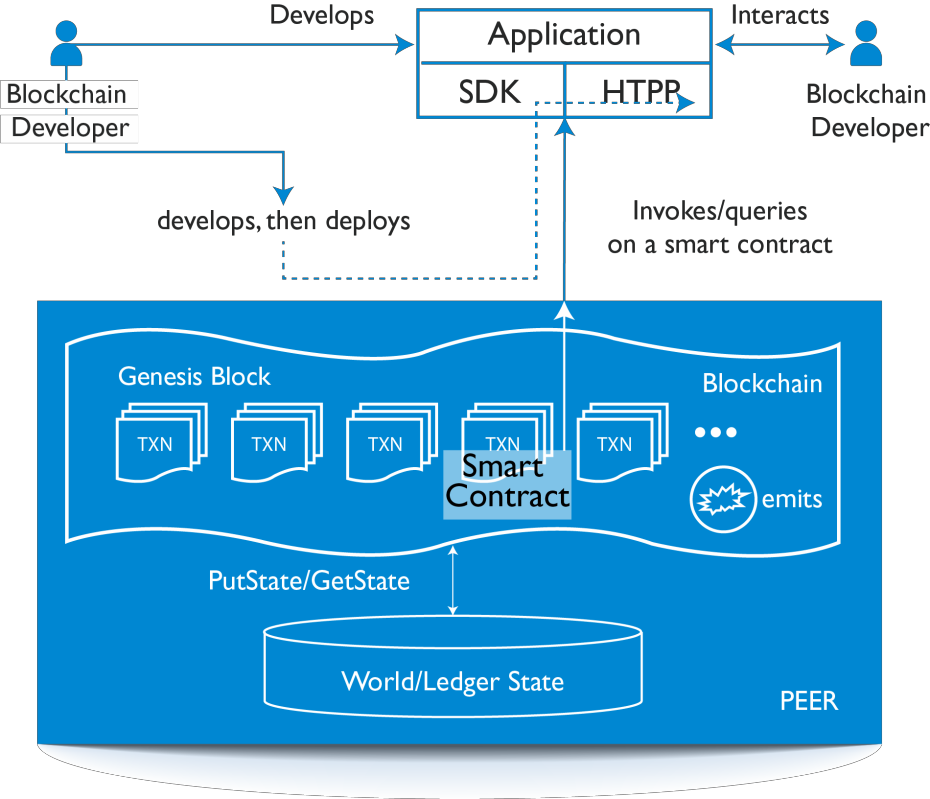 Develops
Interacts
Application
SDK
HTPP
Blockchain
Developer
Blockchain
Developer
develops, then deploys
Invokes/queries
on a smart contract
Genesis Block
Blockchain
TXN
TXN
TXN
TXN
TXN
Smart
Contract
emits
PutState/GetState
World/Ledger State
PEER